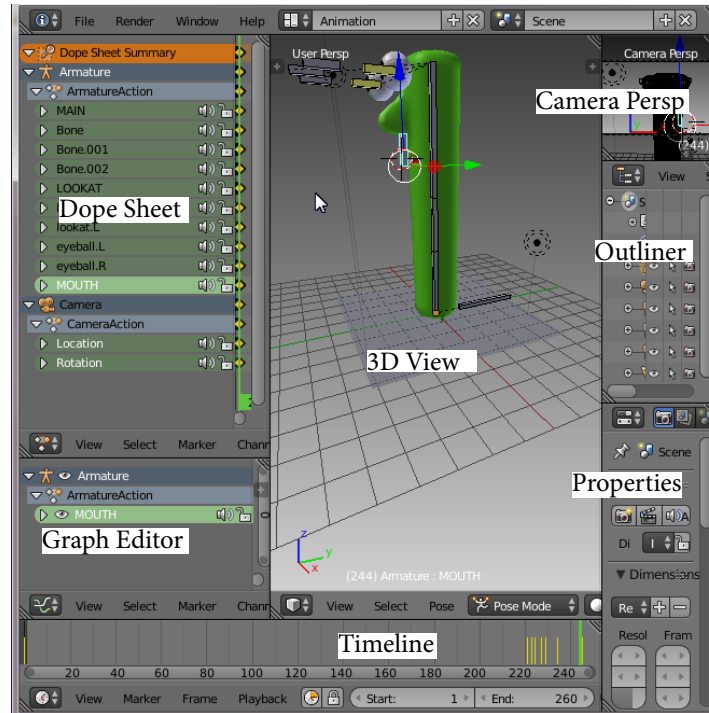 File Render Window Help Animation Scene
Dope Sheet Summary
Armature
ArmatureAction
MAIN
Bone
Bone.001
Bone.002
LOOKAT
Dope Sheet
lookat.L
eyeball.L
eyeball.R
MOUTH
Camera
CameraAction
Location
Rotation
View Select Marker Chann
Armature
ArmatureAction
MOUTH
Graph Editor
View Select Marker Chann
User Persp
3D View
z
y
x
(244) Armature : MOUTH
View Select Pose Pose Mode
Camera Persp
Camera Persp
y
(244)
View
S
Outliner
Scene
Properties
A
Di I
Dimensions
Re
Resol Fram
Timeline
20 40 60 80 100 120 140 160 180 200 220 240
View Marker Frame Playback Start: 1 End: 260